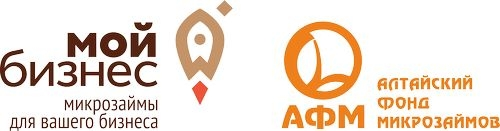 мой
бизнес
микрозаймы
для вашего бизнеса
АФМ
АЛТАЙСКИЙ
ФОНД
МИКРОЗАЙМОВ